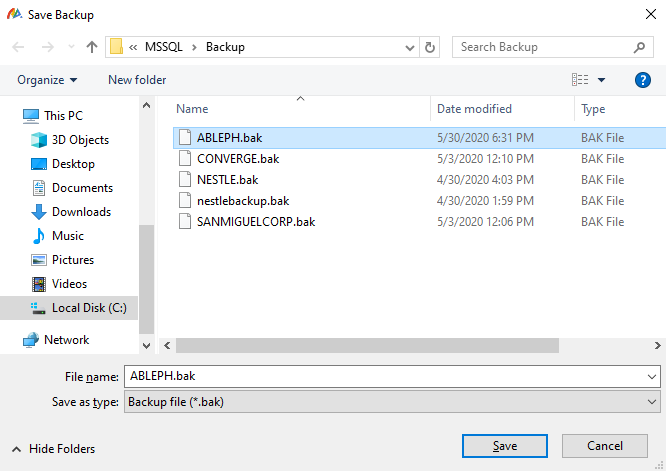 Save Backup
« MSSQL > Backup
Search Backup
Organize
New folder
?
This PC
3D Objects
Desktop
Documents
Downloads
Music
Pictures
Videos
Local Disk (C:)
Network
Name Date modified Type
ABLEPH.bak 5/30/2020 6:31 PM BAK File
CONVERGE.bak 5/3/2020 12:10 PM BAK File
NESTLE.bak 4/30/2020 4:03 PM BAK File
nestlebackup.bak 4/30/2020 1:59 PM BAK File
SANMIGUELCORP.bak 5/3/2020 12:06 PM BAK File
File name: ABLEPH.bak
Save as type: Backup file (*.bak)
Hide Folders
Save
Cancel